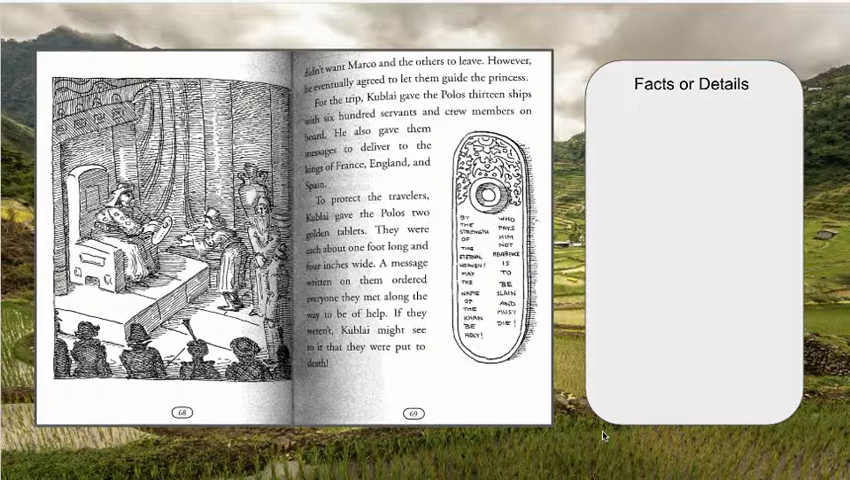 didn't want Marco and the others to leave. However,
he eventually agreed to let them guide the princess.
For the trip, Kublai gave the Polos thirteen ships
with six hundred servants and crew members on
board. He also gave them
messages to deliver to the
kings of France, England, and
Spain.
To protect the travelers,
Kublai gave the Polos two
golden tablets. They were
each about one foot long and
four inches wide. A message
written on them ordered
everyone they met along the
way to be of help. If they
weren't, Kublai might see
to it that they were put to
death!
BY
THE
STRENGTH
OF
THE
ETERNAL
HEAVEN!
MAY
THE
NAME
OF
THE
KHAN
BE
HOLY!
WHO
PAYS
HIM
NOT
REVERENCE
IS
TO
BE
SLAIN
AND
MUST
DIE!
68
69
Facts or Details